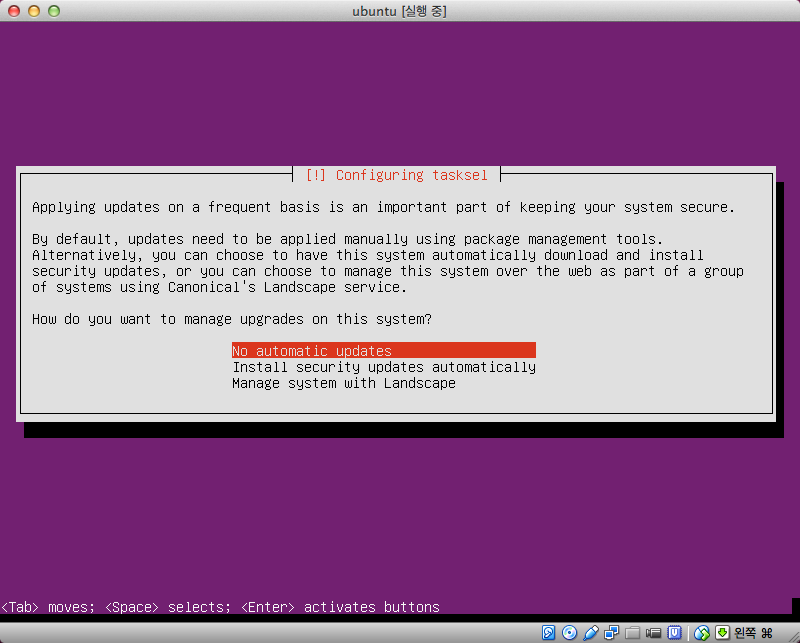 ubuntu [실행 중]
[!] Configuring tasksel
Applying updates on a frequent basis is an important part of keeping your system secure.
By default, updates need to be applied manually using package management tools.
Alternatively, you can choose to have this system automatically download and install
security updates, or you can choose to manage this system over the web as part of a group
of systems using Canonical's Landscape service.
How do you want to manage upgrades on this system?
No automatic updates
Install security updates automatically
Manage system with Landscape
<Tab> moves; <Space> selects; <Enter> activates buttons
왼쪽 ⌘